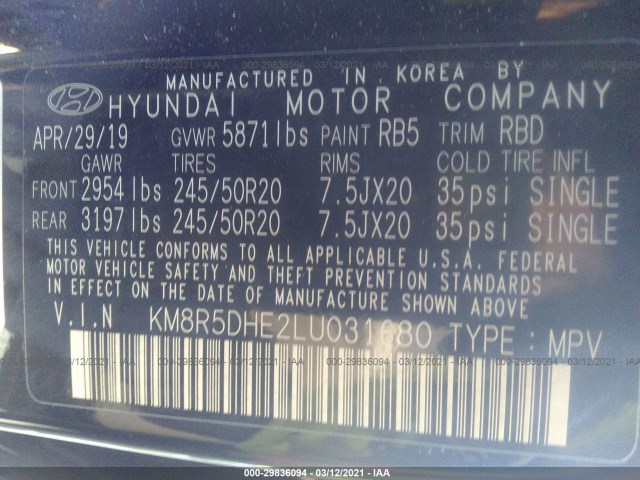 MANUFACTURED IN KOREA BY
HYUNDAI MOTOR COMPANY
APR/29/19 GVWR 5871lbs PAINT RB5 TRIM RBD
GAWR TIRES RIMS COLD TIRE INFL
FRONT 2954lbs 245/50R20 7.5JX20 35psi SINGLE
REAR 3197lbs 245/50R20 7.5JX20 35psi SINGLE
THIS VEHICLE CONFORMS TO ALL APPLICABLE U.S.A. FEDERAL
MOTOR VEHICLE SAFETY AND THEFT PREVENTION STANDARDS
IN EFFECT ON THE DATE OF MANUFACTURE SHOWN ABOVE
V.I.N KM8R5DHE2LU031680 TYPE : MPV
000-29836094 - 03/12/2021 - IAA